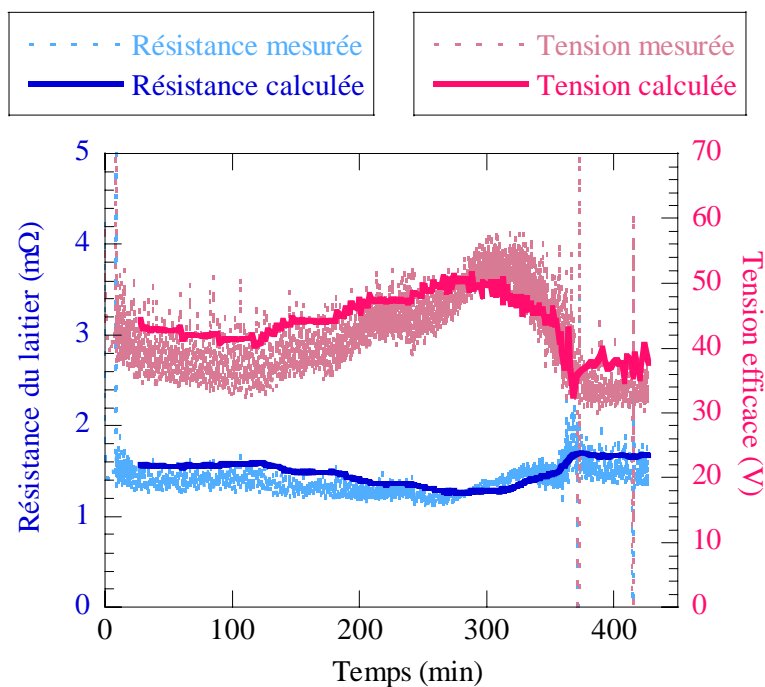 Résistance mesurée
Résistance calculée
Tension mesurée
Tension calculée
5
4
3
2
1
0
Résistance du laitier (mΩ)
70
60
50
40
30
20
10
0
Tension efficace (V)
0
100
200
300
400
Temps (min)